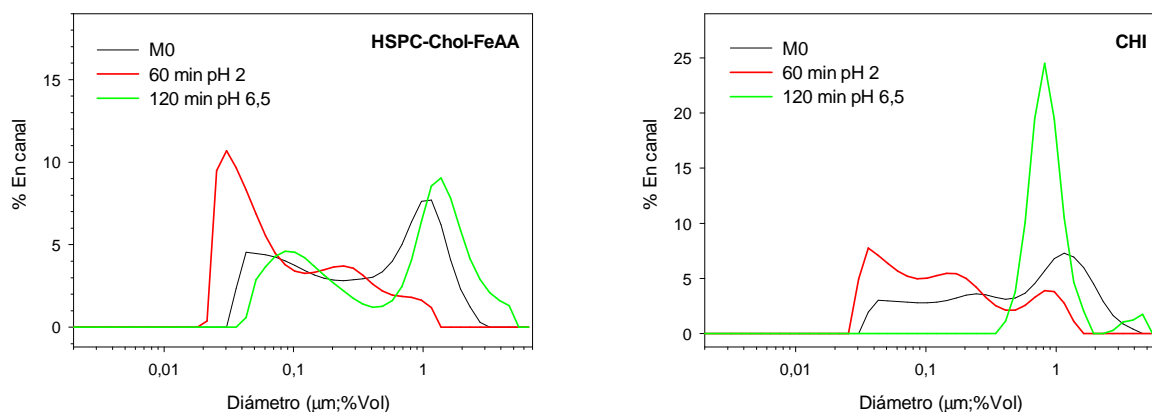 HSPC-Chol-FeAA
M0
60 min pH 2
120 min pH 6,5
% En canal
15
10
5
0
0,01
0,1
1
Diámetro (μm;%Vol)
CHI
M0
60 min pH 2
120 min pH 6,5
% En canal
25
20
15
10
5
0
0,01
0,1
1
Diámetro (μm;%Vol)